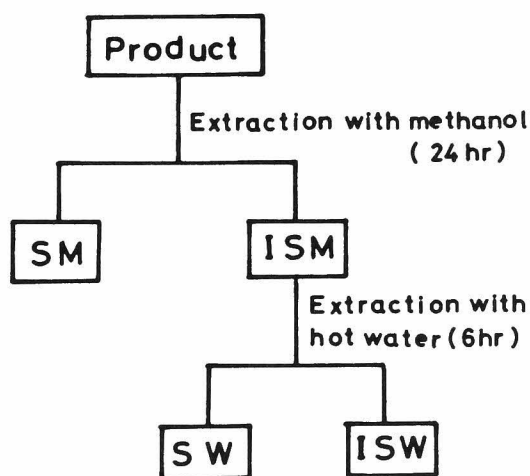 Product
Extraction with methanol
(24hr)
SM
ISM
Extraction with
hot water (6hr)
SW
ISW